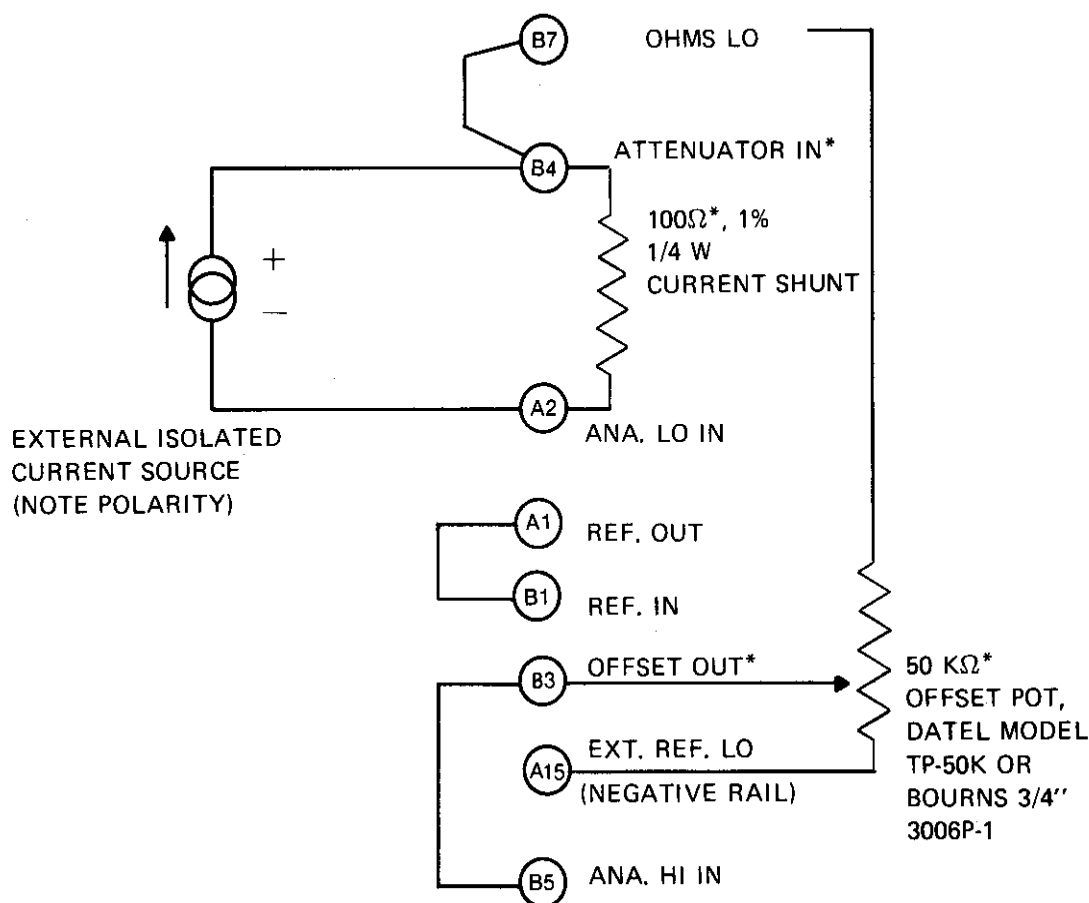 B7 OHMS LO
B4 ATTENUATOR IN*
100Ω*, 1%
1/4 W
CURRENT SHUNT
+
−
A2 ANA. LO IN
EXTERNAL ISOLATED
CURRENT SOURCE
(NOTE POLARITY)
A1 REF. OUT
B1 REF. IN
B3 OFFSET OUT*
50 KΩ*
OFFSET POT,
DATEL MODEL
TP-50K OR
BOURNS 3/4''
3006P-1
A15 EXT. REF. LO
(NEGATIVE RAIL)
B5 ANA. HI IN